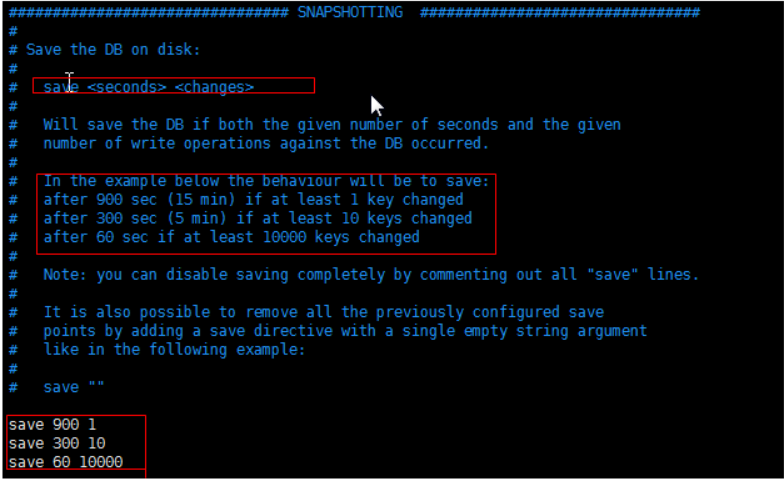 ################################ SNAPSHOTTING  ################################
#
# Save the DB on disk:
#
#   save <seconds> <changes>
#
#   Will save the DB if both the given number of seconds and the given
#   number of write operations against the DB occurred.
#
#   In the example below the behaviour will be to save:
#   after 900 sec (15 min) if at least 1 key changed
#   after 300 sec (5 min) if at least 10 keys changed
#   after 60 sec if at least 10000 keys changed
#
#   Note: you can disable saving completely by commenting out all "save" lines.
#
#   It is also possible to remove all the previously configured save
#   points by adding a save directive with a single empty string argument
#   like in the following example:
#
#   save ""

save 900 1
save 300 10
save 60 10000